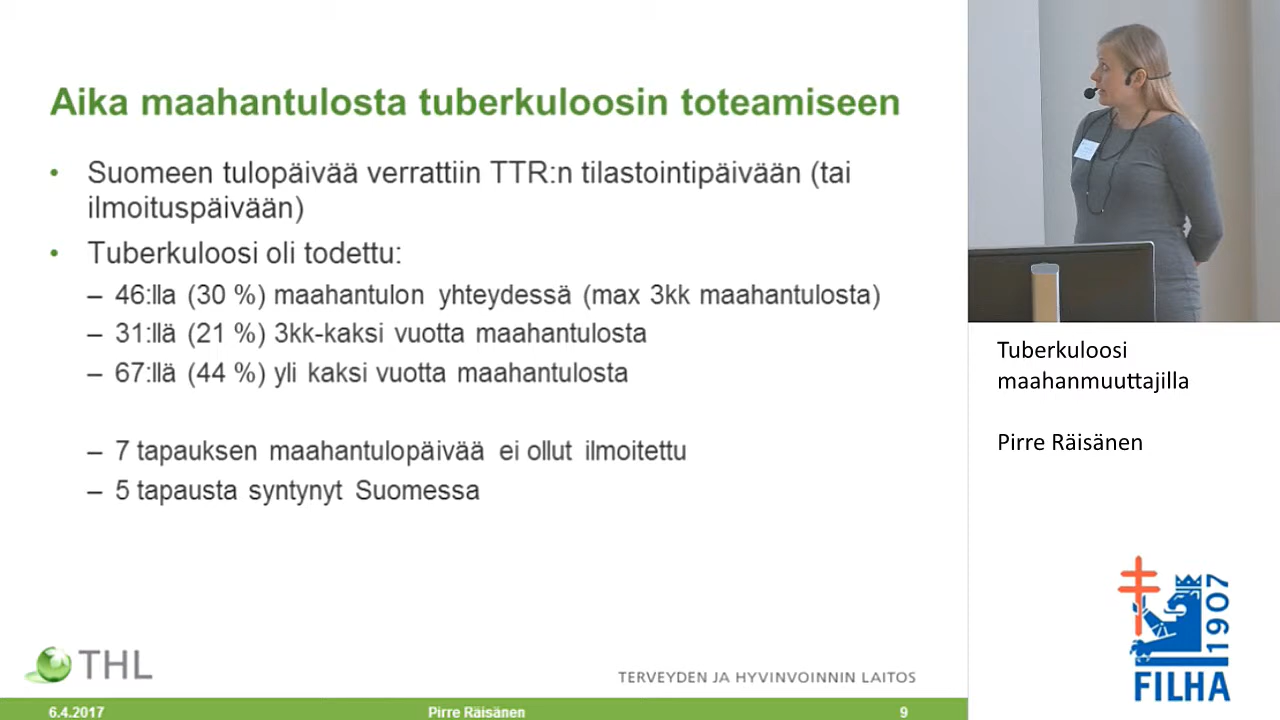 Aika maahantulosta tuberkuloosin toteamiseen
• Suomeen tulopäivää verrattiin TTR:n tilastointipäivään (tai
ilmoituspäivään)
• Tuberkuloosi oli todettu:
– 46:lla (30 %) maahantulon yhteydessä (max 3kk maahantulosta)
– 31:llä (21 %) 3kk-kaksi vuotta maahantulosta
– 67:llä (44 %) yli kaksi vuotta maahantulosta
– 7 tapauksen maahantulopäivää ei ollut ilmoitettu
– 5 tapausta syntynyt Suomessa
THL
TERVEYDEN JA HYVINVOINNIN LAITOS
6.4.2017
Pirre Räisänen
9
Tuberkuloosi
maahanmuuttajilla
Pirre Räisänen
1907
FILHA